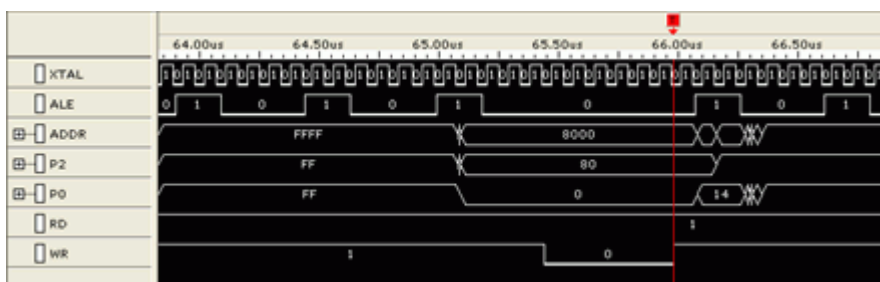 64.00us 64.50us 65.00us 65.50us 66.00us 66.50us
XTAL
ALE 0 1 0 1 0 1 0 1 0 1
ADDR FFFF 8000
P2 FF 80
P0 FF 0 14
RD 1
WR 1 0